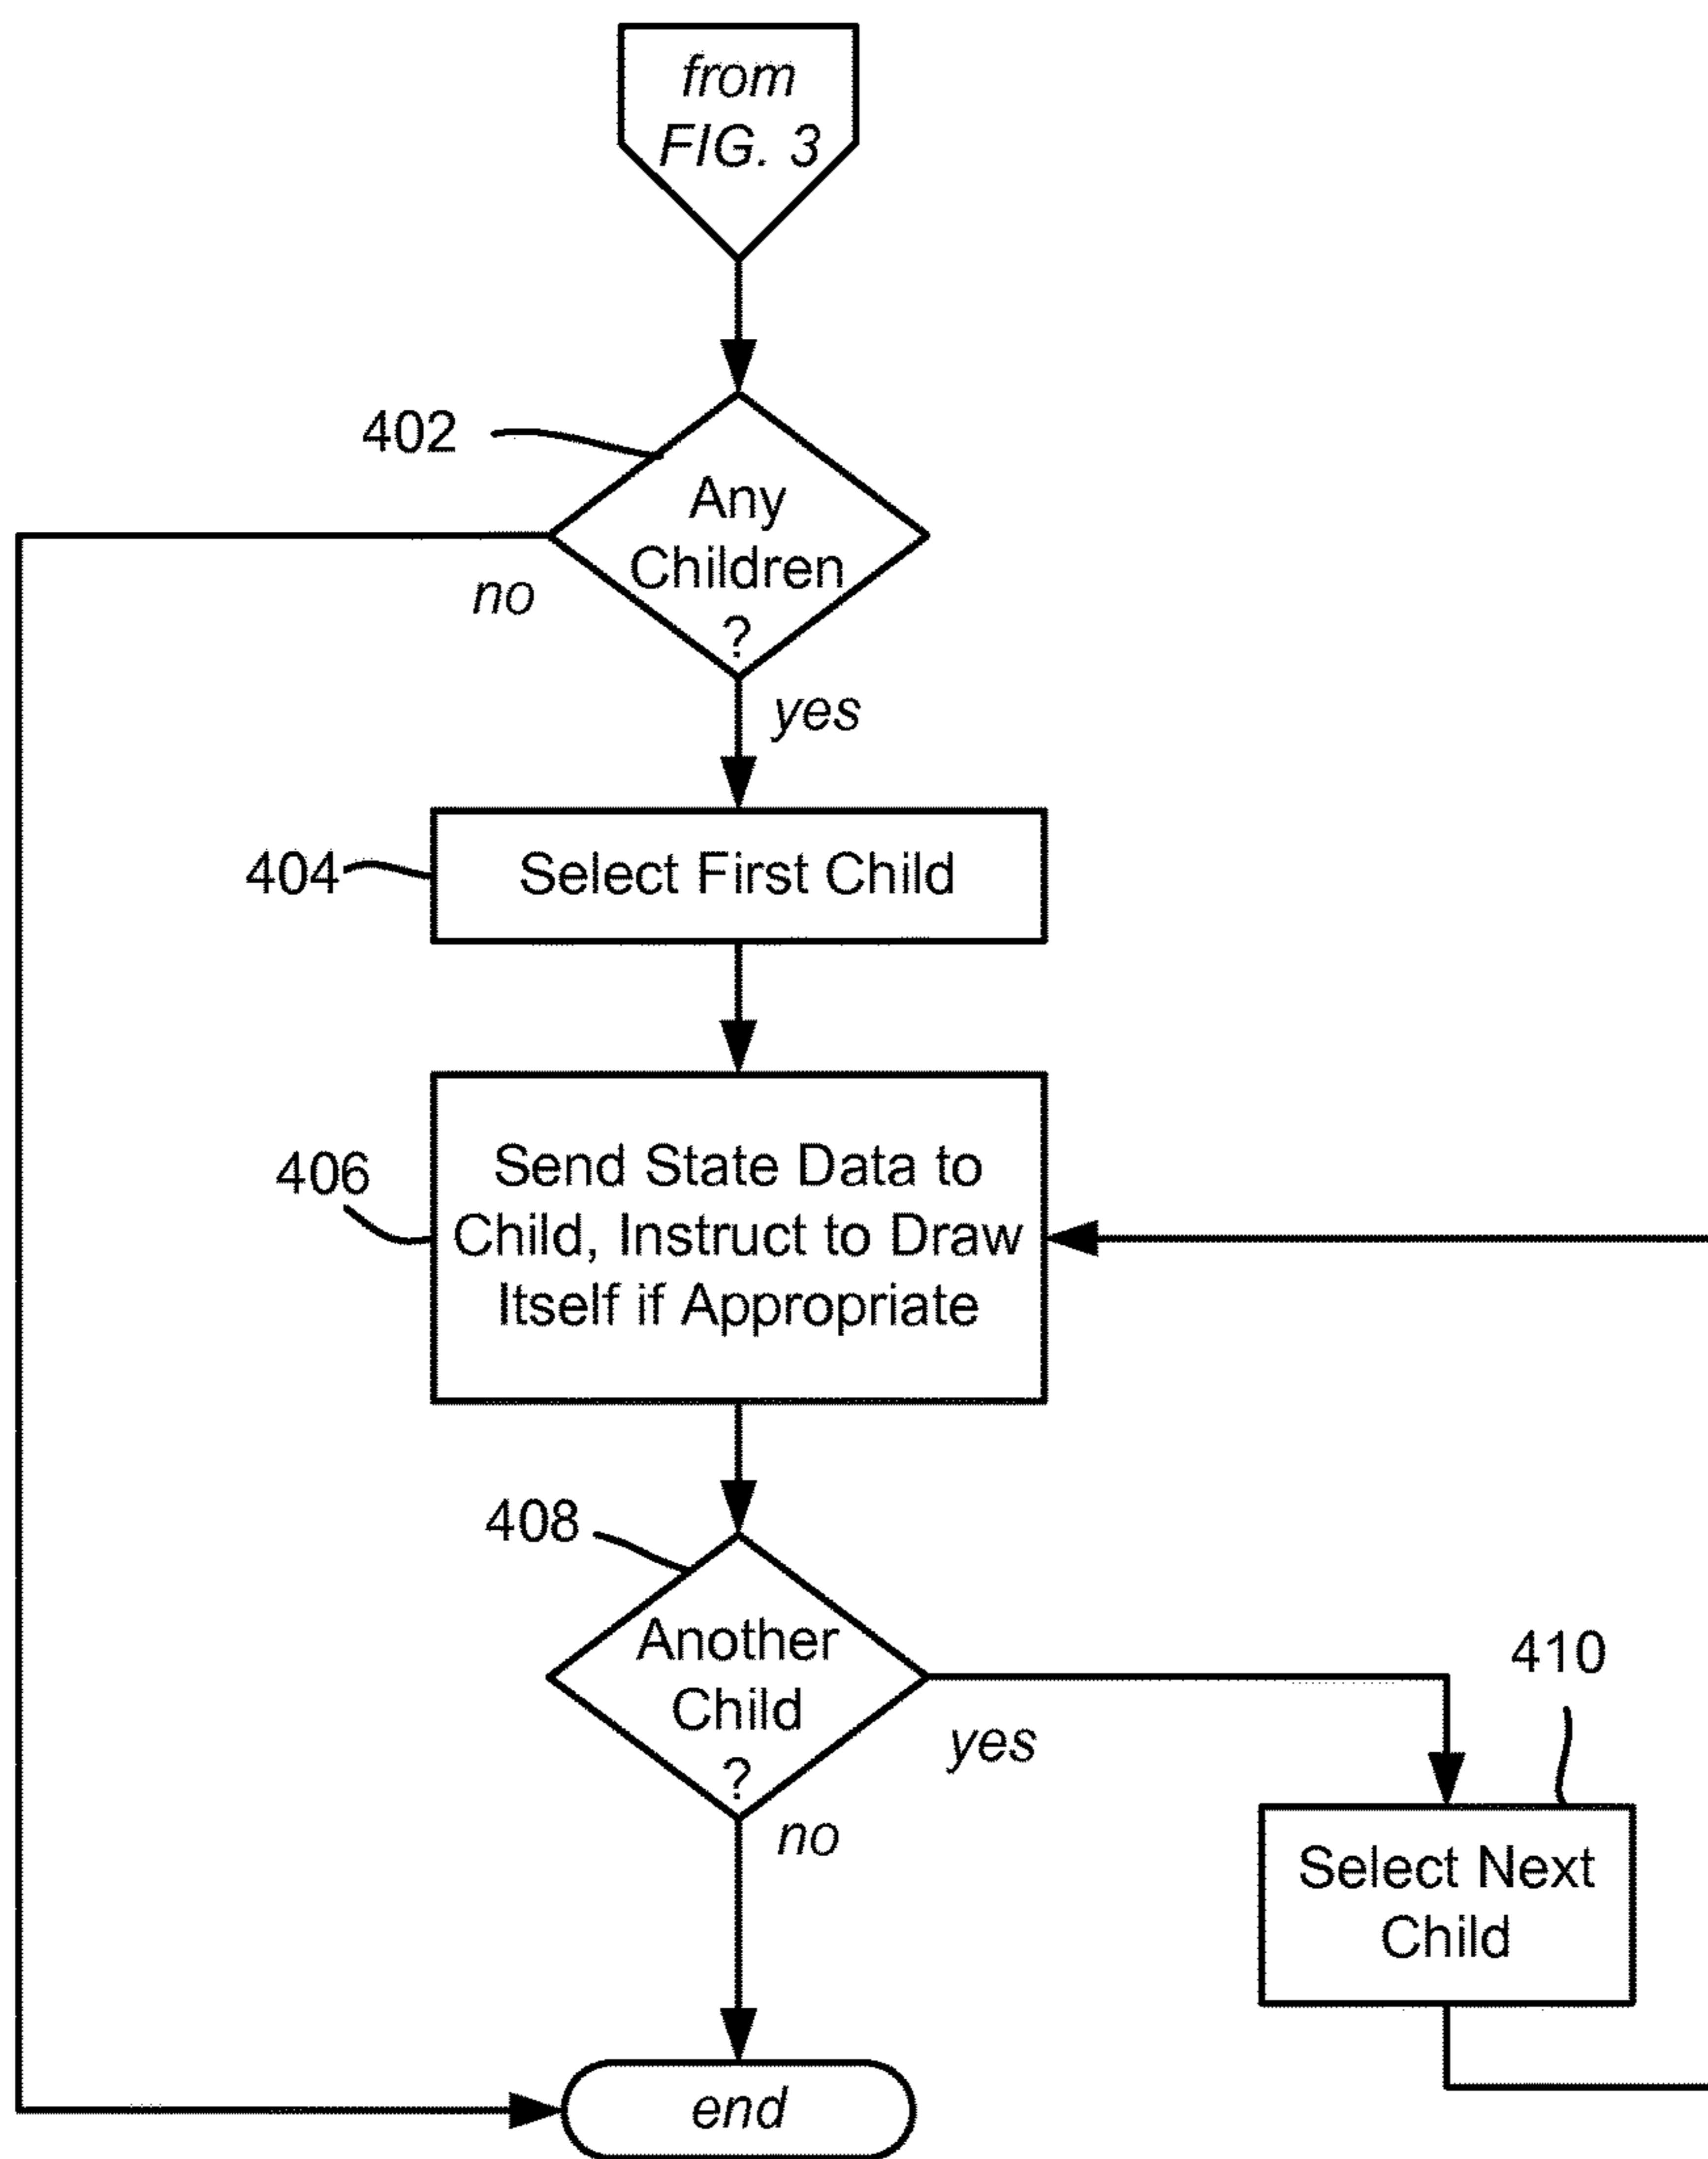 from
FIG. 3
402
Any
Children
?
no
yes
404
Select First Child
406
Send State Data to
Child, Instruct to Draw
Itself if Appropriate
408
Another
Child
?
yes
no
410
Select Next
Child
end